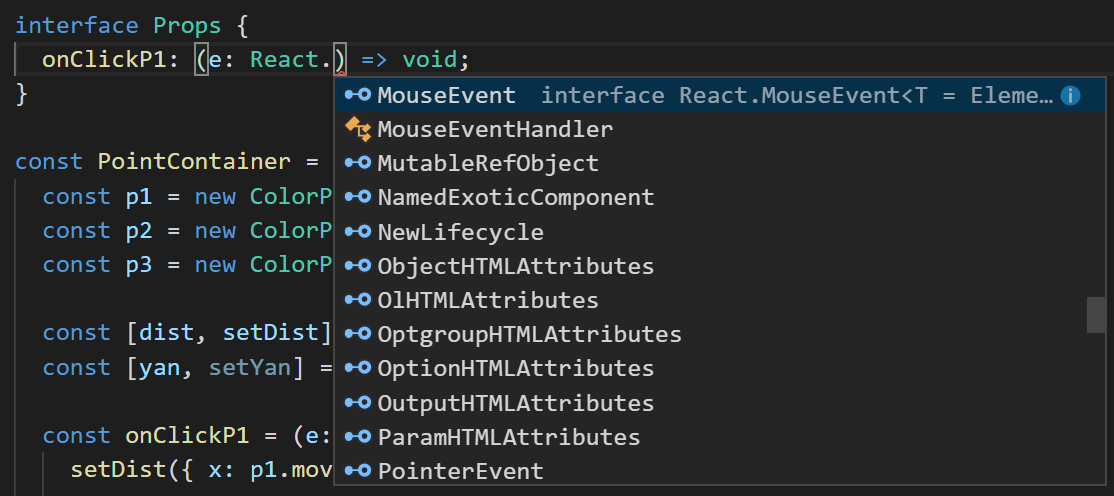 interface Props {
onClickP1: (e: React.) => void;
}
MouseEvent interface React.MouseEvent<T = Eleme…
MouseEventHandler
MutableRefObject
NamedExoticComponent
NewLifecycle
ObjectHTMLAttributes
OlHTMLAttributes
OptgroupHTMLAttributes
OptionHTMLAttributes
OutputHTMLAttributes
ParamHTMLAttributes
PointerEvent
const PointContainer =
const p1 = new ColorP
const p2 = new ColorP
const p3 = new ColorP
const [dist, setDist]
const [yan, setYan] =
const onClickP1 = (e:
setDist({ x: p1.mov